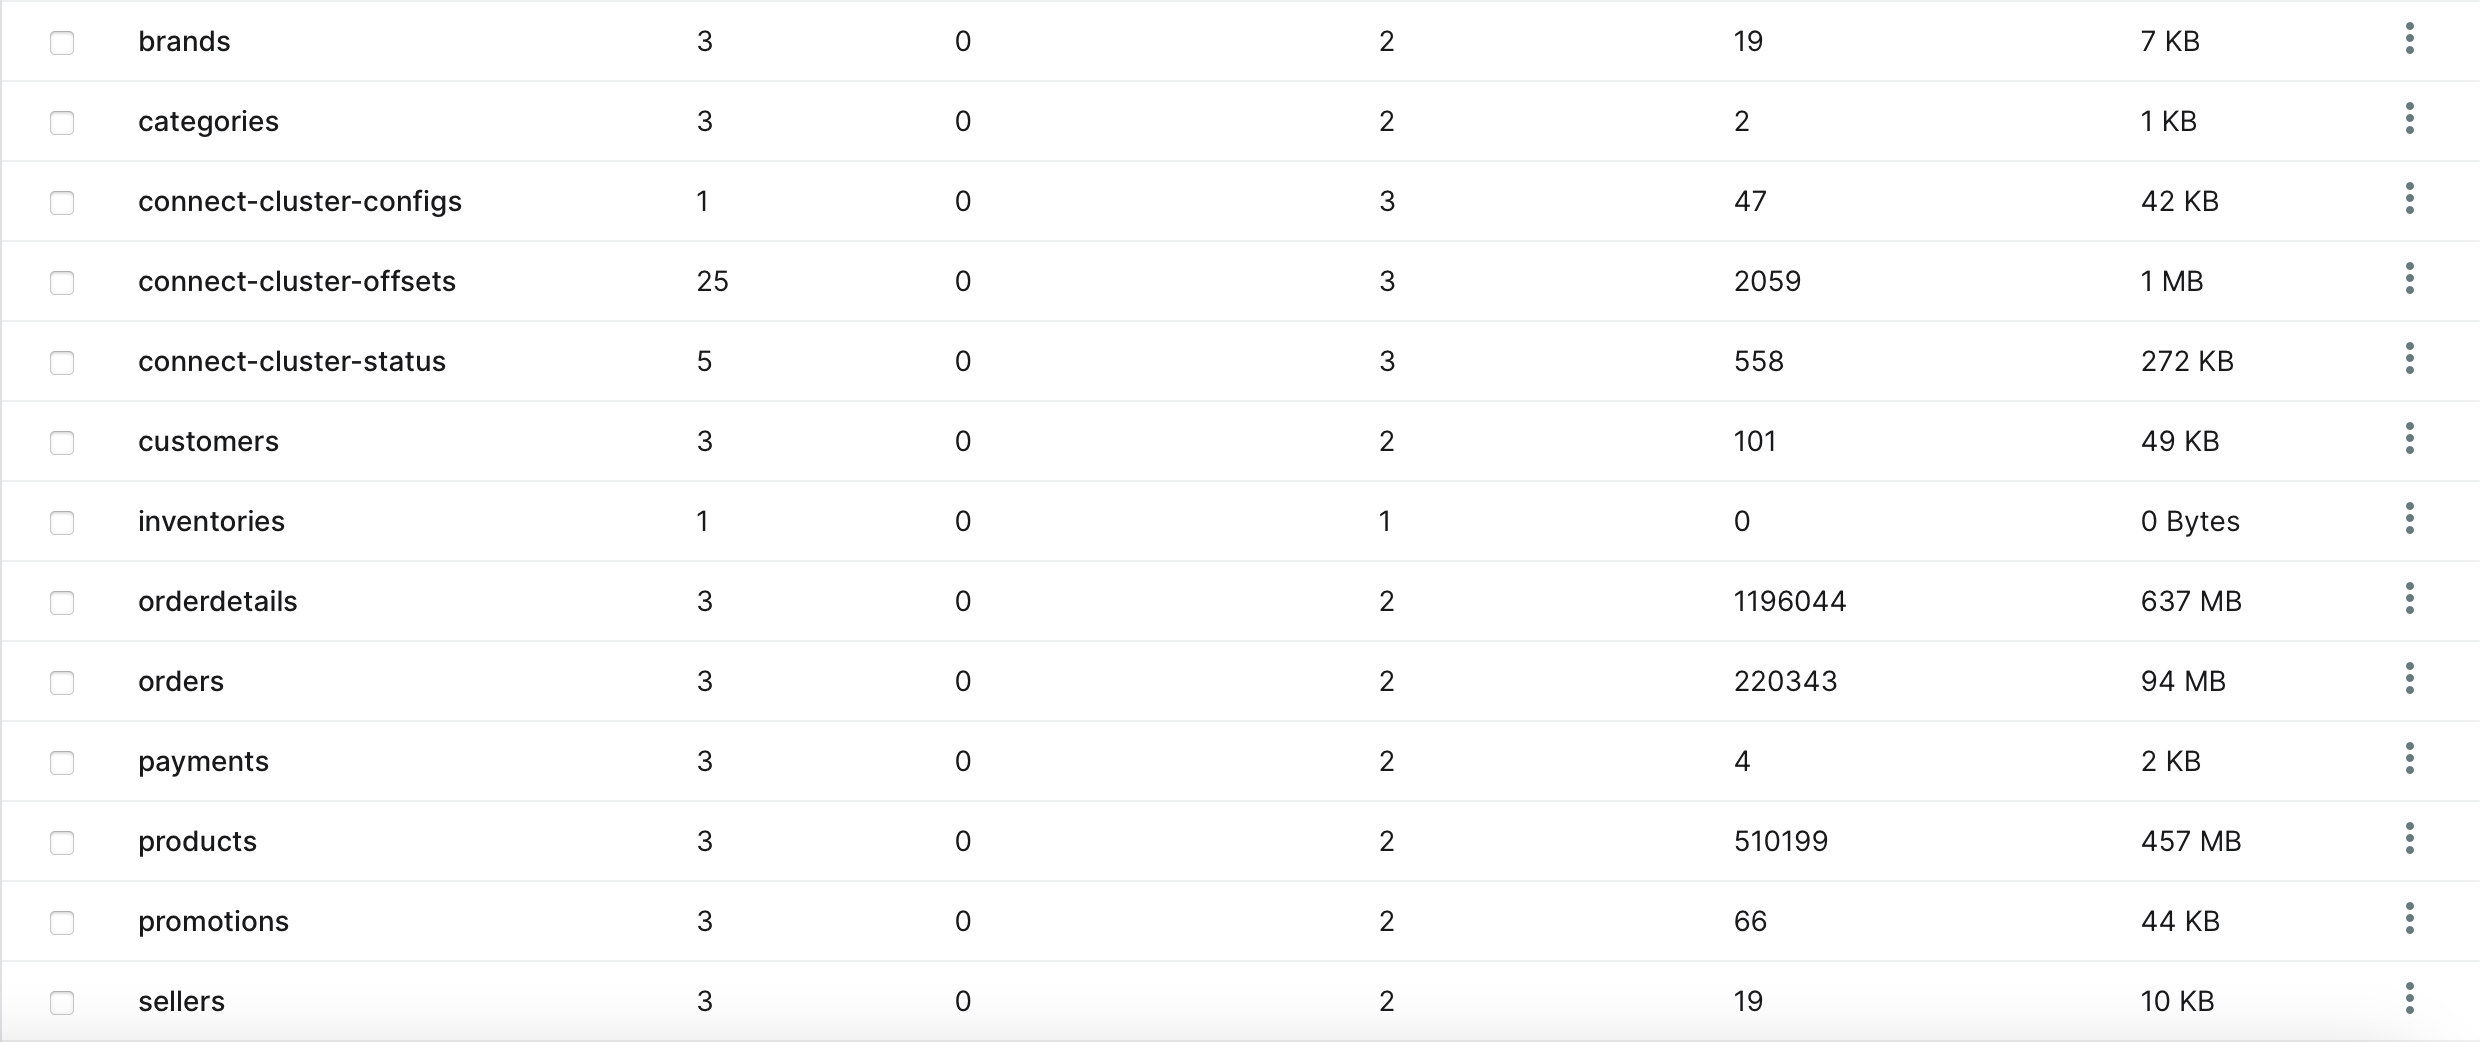 brands 3 0 2 19 7 KB
categories 3 0 2 2 1 KB
connect-cluster-configs 1 0 3 47 42 KB
connect-cluster-offsets 25 0 3 2059 1 MB
connect-cluster-status 5 0 3 558 272 KB
customers 3 0 2 101 49 KB
inventories 1 0 1 0 0 Bytes
orderdetails 3 0 2 1196044 637 MB
orders 3 0 2 220343 94 MB
payments 3 0 2 4 2 KB
products 3 0 2 510199 457 MB
promotions 3 0 2 66 44 KB
sellers 3 0 2 19 10 KB